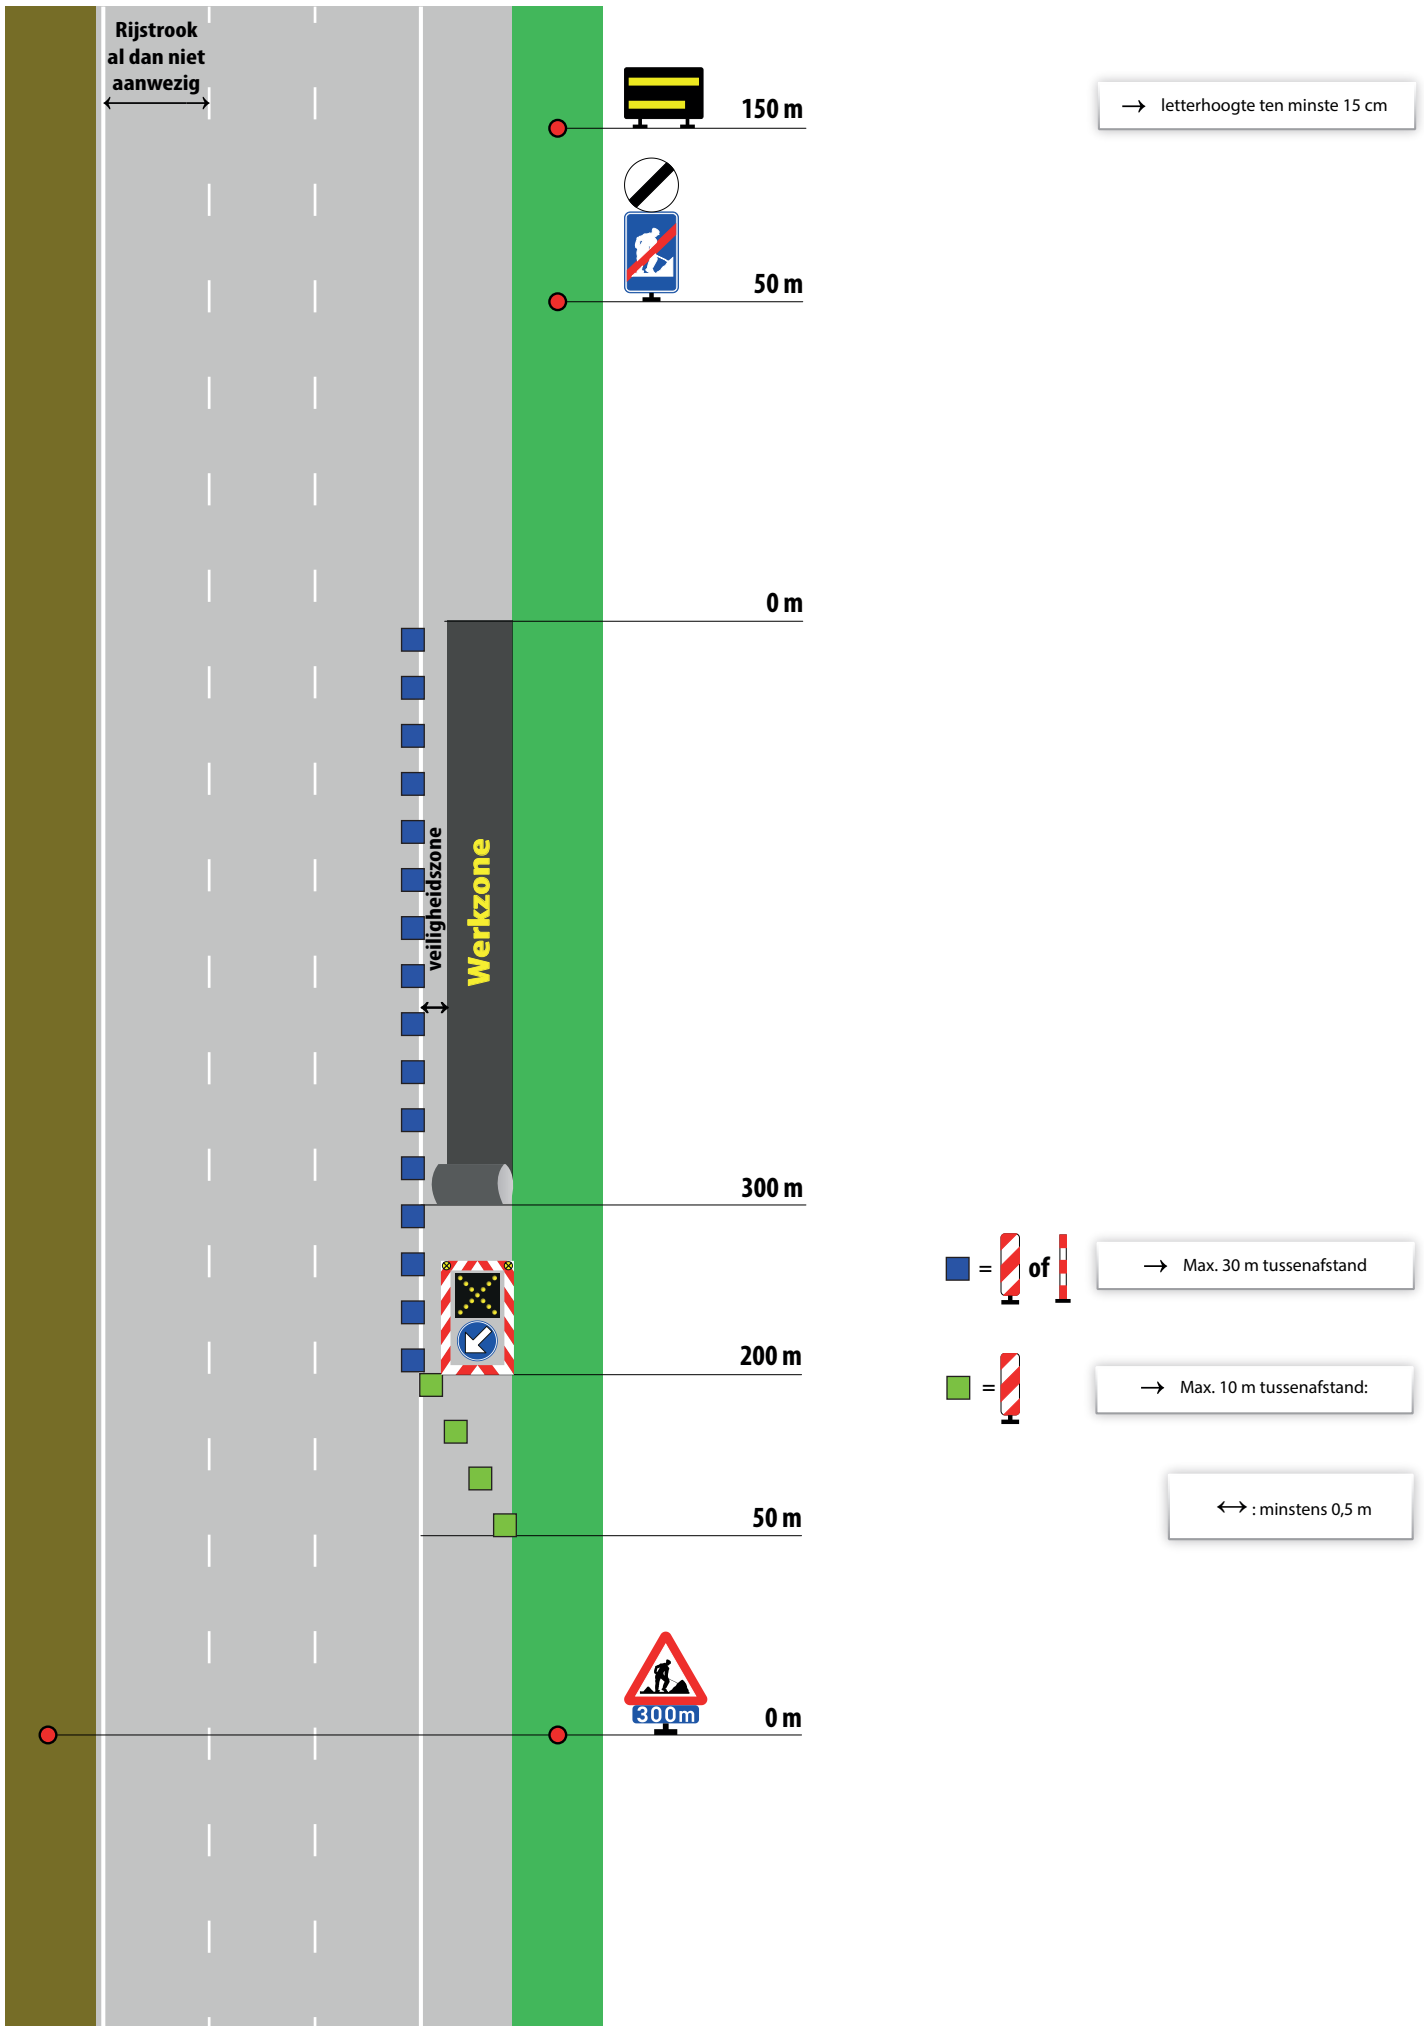 Rijstrook
al dan niet
aanwezig
150 m
→ letterhoogte ten minste 15 cm
50 m
0 m
veiligheidszone
Werkzone
300 m
= of
→ Max. 30 m tussenafstand
200 m
=
→ Max. 10 m tussenafstand:
↔ : minstens 0,5 m
50 m
300m
0 m